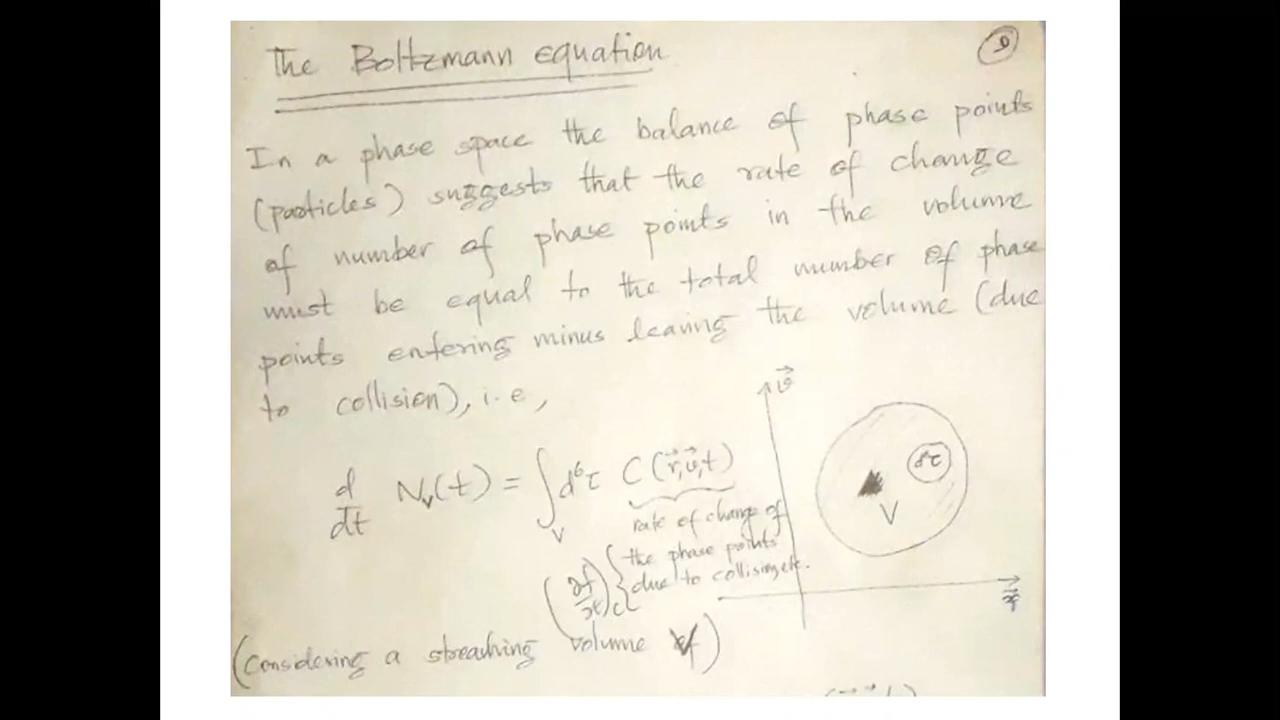 The Boltzmann equation
9
In a phase space the balance of phase points
(particles) suggests that the rate of change
of number of phase points in the volume
must be equal to the total number of phase
points entering minus leaving the volume (due
to collision), i.e,
d/dt N_V(t) = ∫_V d⁶τ C(r⃗,v⃗,t)
rate of change of
the phase points
due to collision etc.
(∂f/∂t)_C
v⃗
dτ
V
(Considering a streaching volume V)